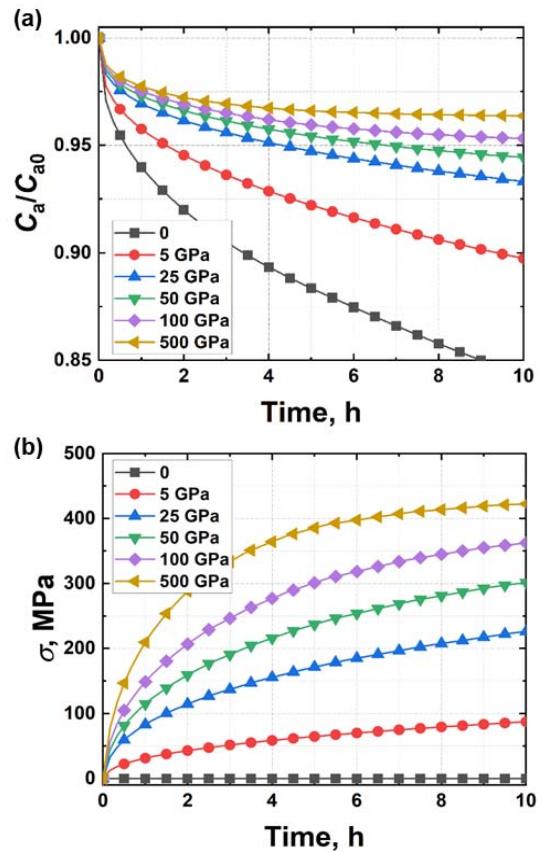 (a)
1.00
0.95
0.90
0.85
Cₐ/Cₐ₀
0
5 GPa
25 GPa
50 GPa
100 GPa
500 GPa
0 2 4 6 8 10
Time, h
(b)
500
400
300
200
100
0
σ, MPa
0
5 GPa
25 GPa
50 GPa
100 GPa
500 GPa
0 2 4 6 8 10
Time, h